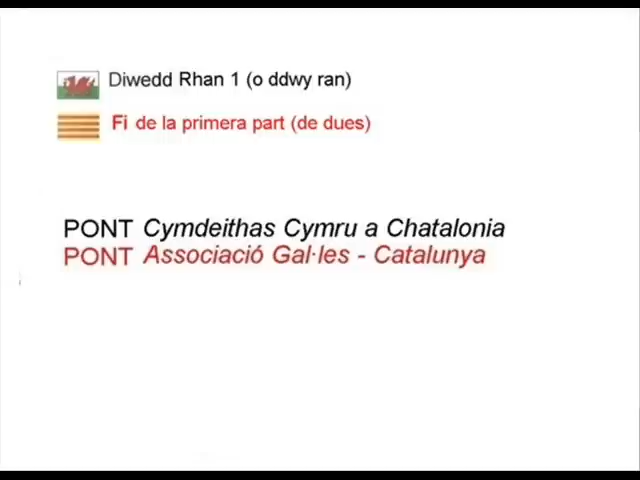 Diwedd Rhan 1 (o ddwy ran)
Fi de la primera part (de dues)
PONT Cymdeithas Cymru a Chatalonia
PONT Associació Gal·les - Catalunya